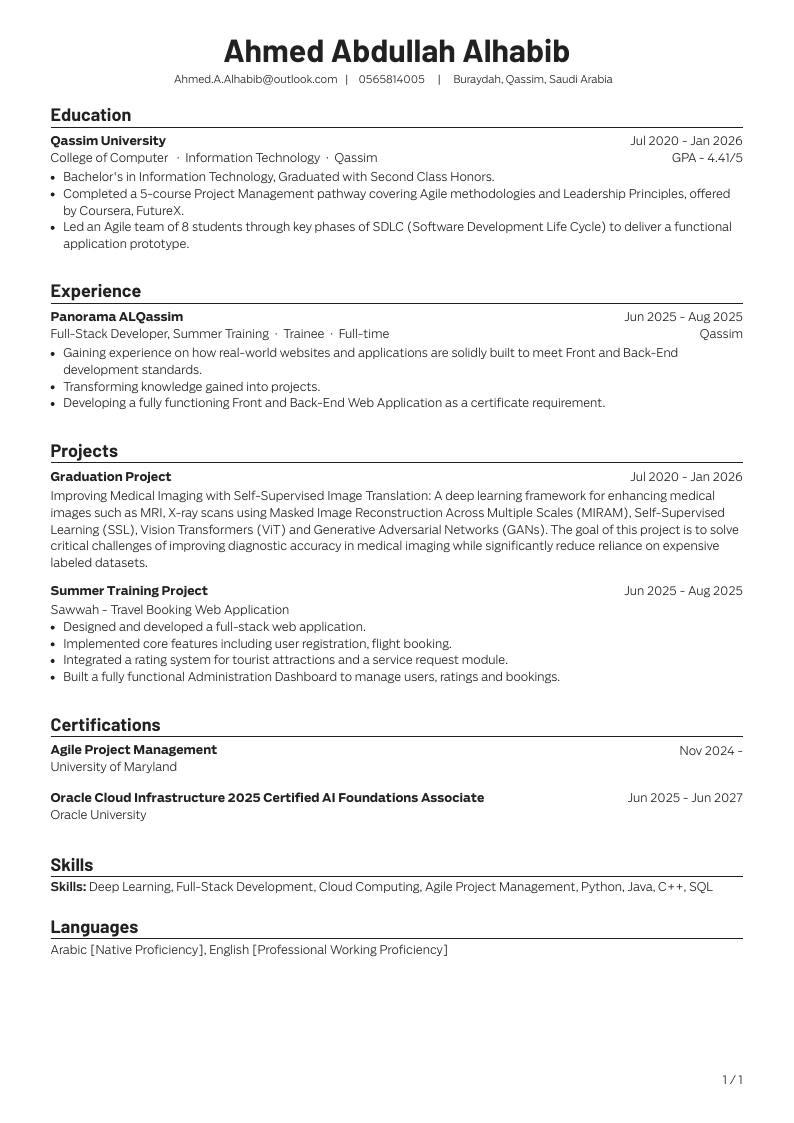 Ahmed Abdullah Alhabib
Ahmed.A.Alhabib@outlook.com | 0565814005 | Buraydah, Qassim, Saudi Arabia
Education
Qassim University Jul 2020 - Jan 2026
College of Computer · Information Technology · Qassim GPA - 4.41/5
• Bachelor's in Information Technology, Graduated with Second Class Honors.
• Completed a 5-course Project Management pathway covering Agile methodologies and Leadership Principles, offered
by Coursera, FutureX.
• Led an Agile team of 8 students through key phases of SDLC (Software Development Life Cycle) to deliver a functional
application prototype.
Experience
Panorama ALQassim Jun 2025 - Aug 2025
Full-Stack Developer, Summer Training · Trainee · Full-time Qassim
• Gaining experience on how real-world websites and applications are solidly built to meet Front and Back-End
development standards.
• Transforming knowledge gained into projects.
• Developing a fully functioning Front and Back-End Web Application as a certificate requirement.
Projects
Graduation Project Jul 2020 - Jan 2026
Improving Medical Imaging with Self-Supervised Image Translation: A deep learning framework for enhancing medical
images such as MRI, X-ray scans using Masked Image Reconstruction Across Multiple Scales (MIRAM), Self-Supervised
Learning (SSL), Vision Transformers (ViT) and Generative Adversarial Networks (GANs). The goal of this project is to solve
critical challenges of improving diagnostic accuracy in medical imaging while significantly reduce reliance on expensive
labeled datasets.
Summer Training Project Jun 2025 - Aug 2025
Sawwah - Travel Booking Web Application
• Designed and developed a full-stack web application.
• Implemented core features including user registration, flight booking.
• Integrated a rating system for tourist attractions and a service request module.
• Built a fully functional Administration Dashboard to manage users, ratings and bookings.
Certifications
Agile Project Management Nov 2024 -
University of Maryland
Oracle Cloud Infrastructure 2025 Certified AI Foundations Associate Jun 2025 - Jun 2027
Oracle University
Skills
Skills: Deep Learning, Full-Stack Development, Cloud Computing, Agile Project Management, Python, Java, C++, SQL
Languages
Arabic [Native Proficiency], English [Professional Working Proficiency]
1 / 1